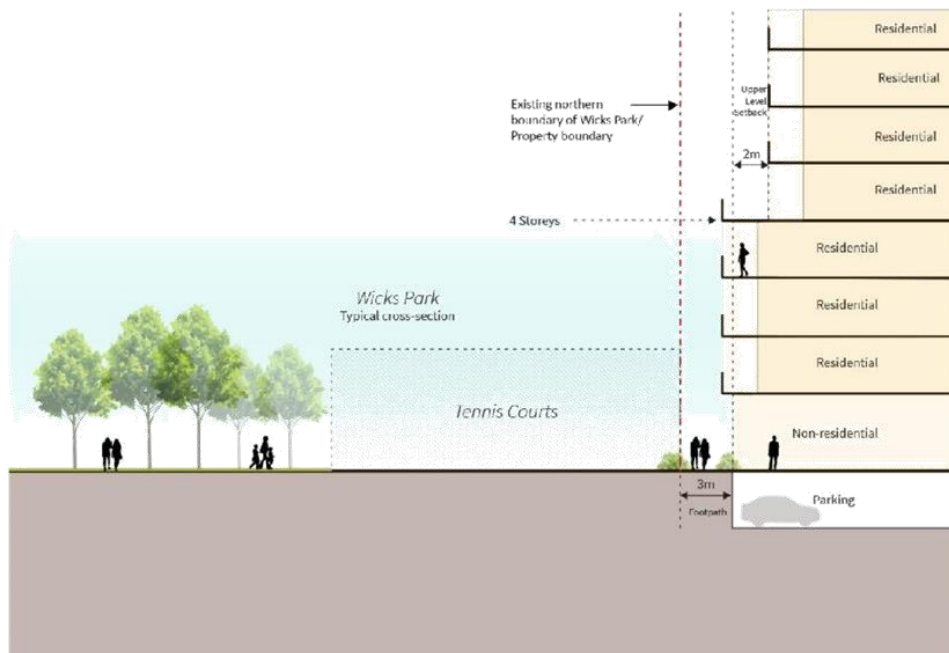 Residential
Existing northern
boundary of Wicks Park/
Property boundary
Upper
Level
Setback
Residential
2m
Residential
Residential
4 Storeys
Residential
Wicks Park
Typical cross-section
Residential
Residential
Tennis Courts
Non-residential
3m
Footpath
Parking